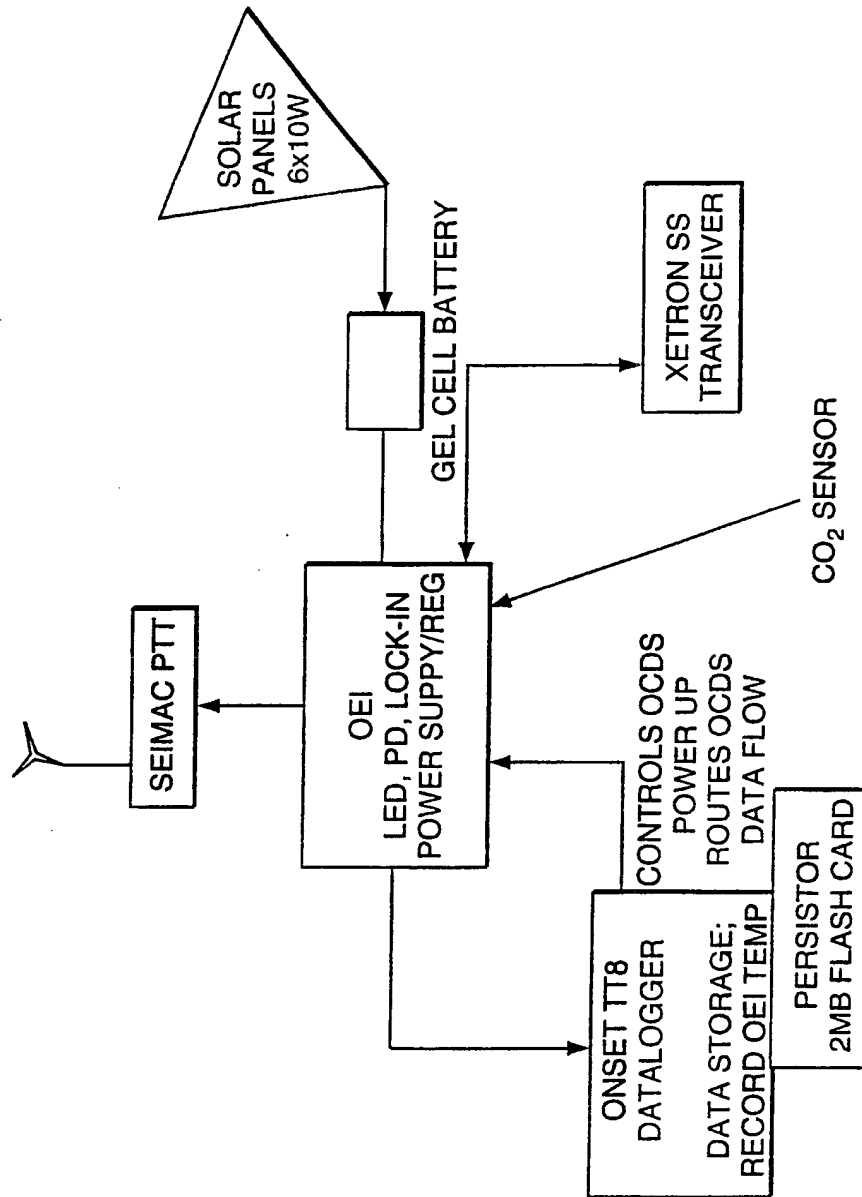 SOLAR
PANELS
6x10W
SEIMAC PTT
GEL CELL BATTERY
OEI
LED, PD, LOCK-IN
POWER SUPPY/REG
XETRON SS
TRANSCEIVER
CO₂ SENSOR
CONTROLS OCDS
POWER UP
ROUTES OCDS
DATA FLOW
ONSET TT8
DATALOGGER
DATA STORAGE;
RECORD OEI TEMP
PERSISTOR
2MB FLASH CARD